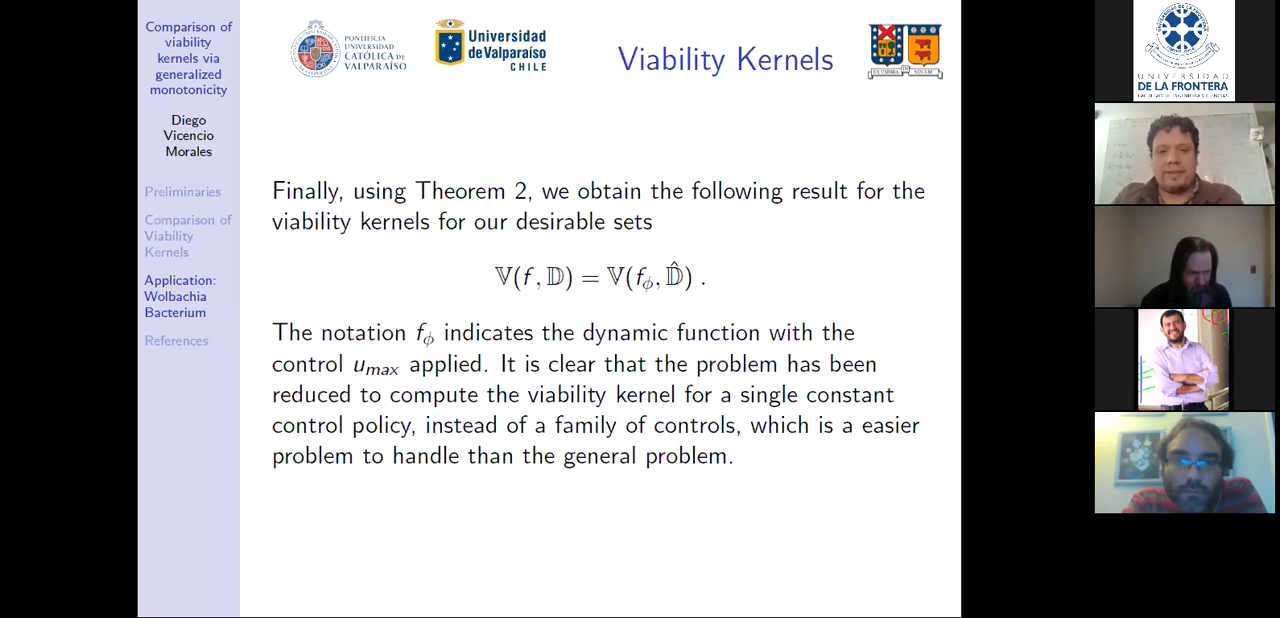 Comparison of
viability
kernels via
generalized
monotonicity
Diego
Vicencio
Morales
Preliminaries
Comparison of
Viability
Kernels
Application:
Wolbachia
Bacterium
References
PONTIFICIA
UNIVERSIDAD
CATÓLICA DE
VALPARAÍSO
Universidad
de Valparaíso
CHILE
Viability Kernels
Finally, using Theorem 2, we obtain the following result for the
viability kernels for our desirable sets
𝕍(f, 𝔻) = 𝕍(f_ϕ, 𝔻̂) .
The notation f_ϕ indicates the dynamic function with the
control u_max applied. It is clear that the problem has been
reduced to compute the viability kernel for a single constant
control policy, instead of a family of controls, which is a easier
problem to handle than the general problem.
UNIVERSIDAD
DE LA FRONTERA